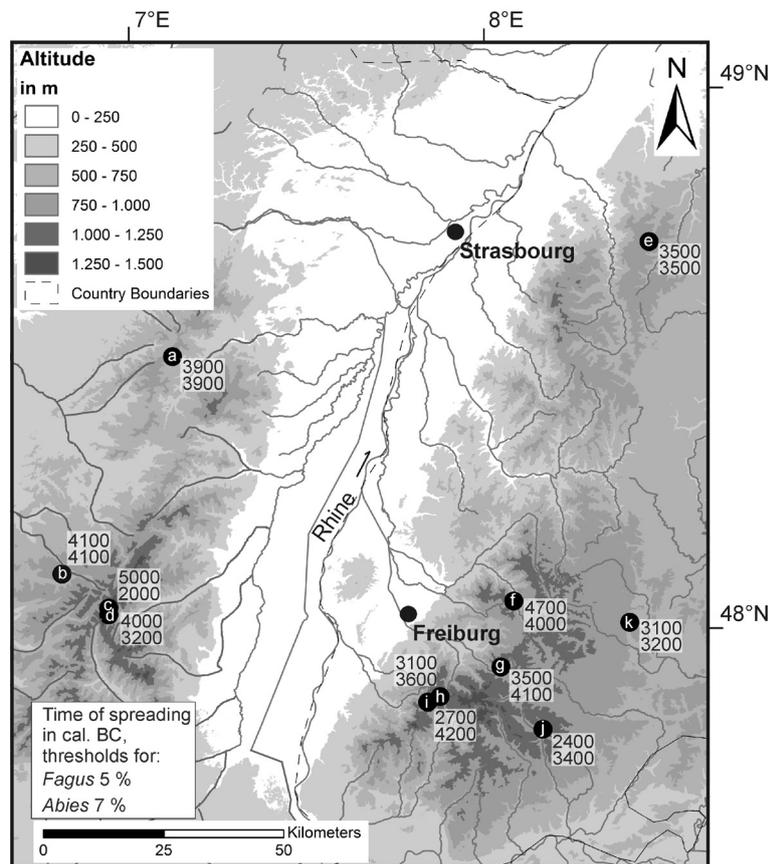 7°E
8°E
Altitude
in m
0 - 250
250 - 500
500 - 750
750 - 1.000
1.000 - 1.250
1.250 - 1.500
Country Boundaries
N
49°N
Strasbourg
e
3500
3500
a
3900
3900
Rhine
4100
4100
b
5000
2000
c
d
4000
3200
f
4700
4000
Freiburg
k
3100
3200
48°N
g
3500
4100
3100
3600
h
i
2700
4200
j
2400
3400
Time of spreading
in cal. BC,
thresholds for:
Fagus 5 %
Abies 7 %
Kilometers
0
25
50